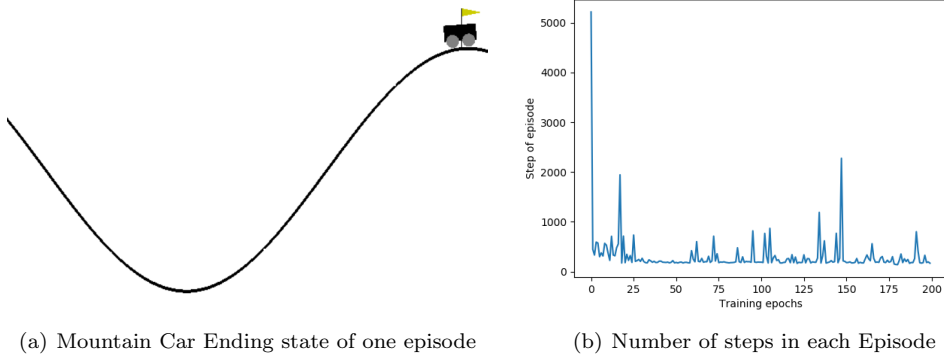 5000
4000
3000
2000
1000
0
Step of episode
0 25 50 75 100 125 150 175 200
Training epochs
(a) Mountain Car Ending state of one episode
(b) Number of steps in each Episode